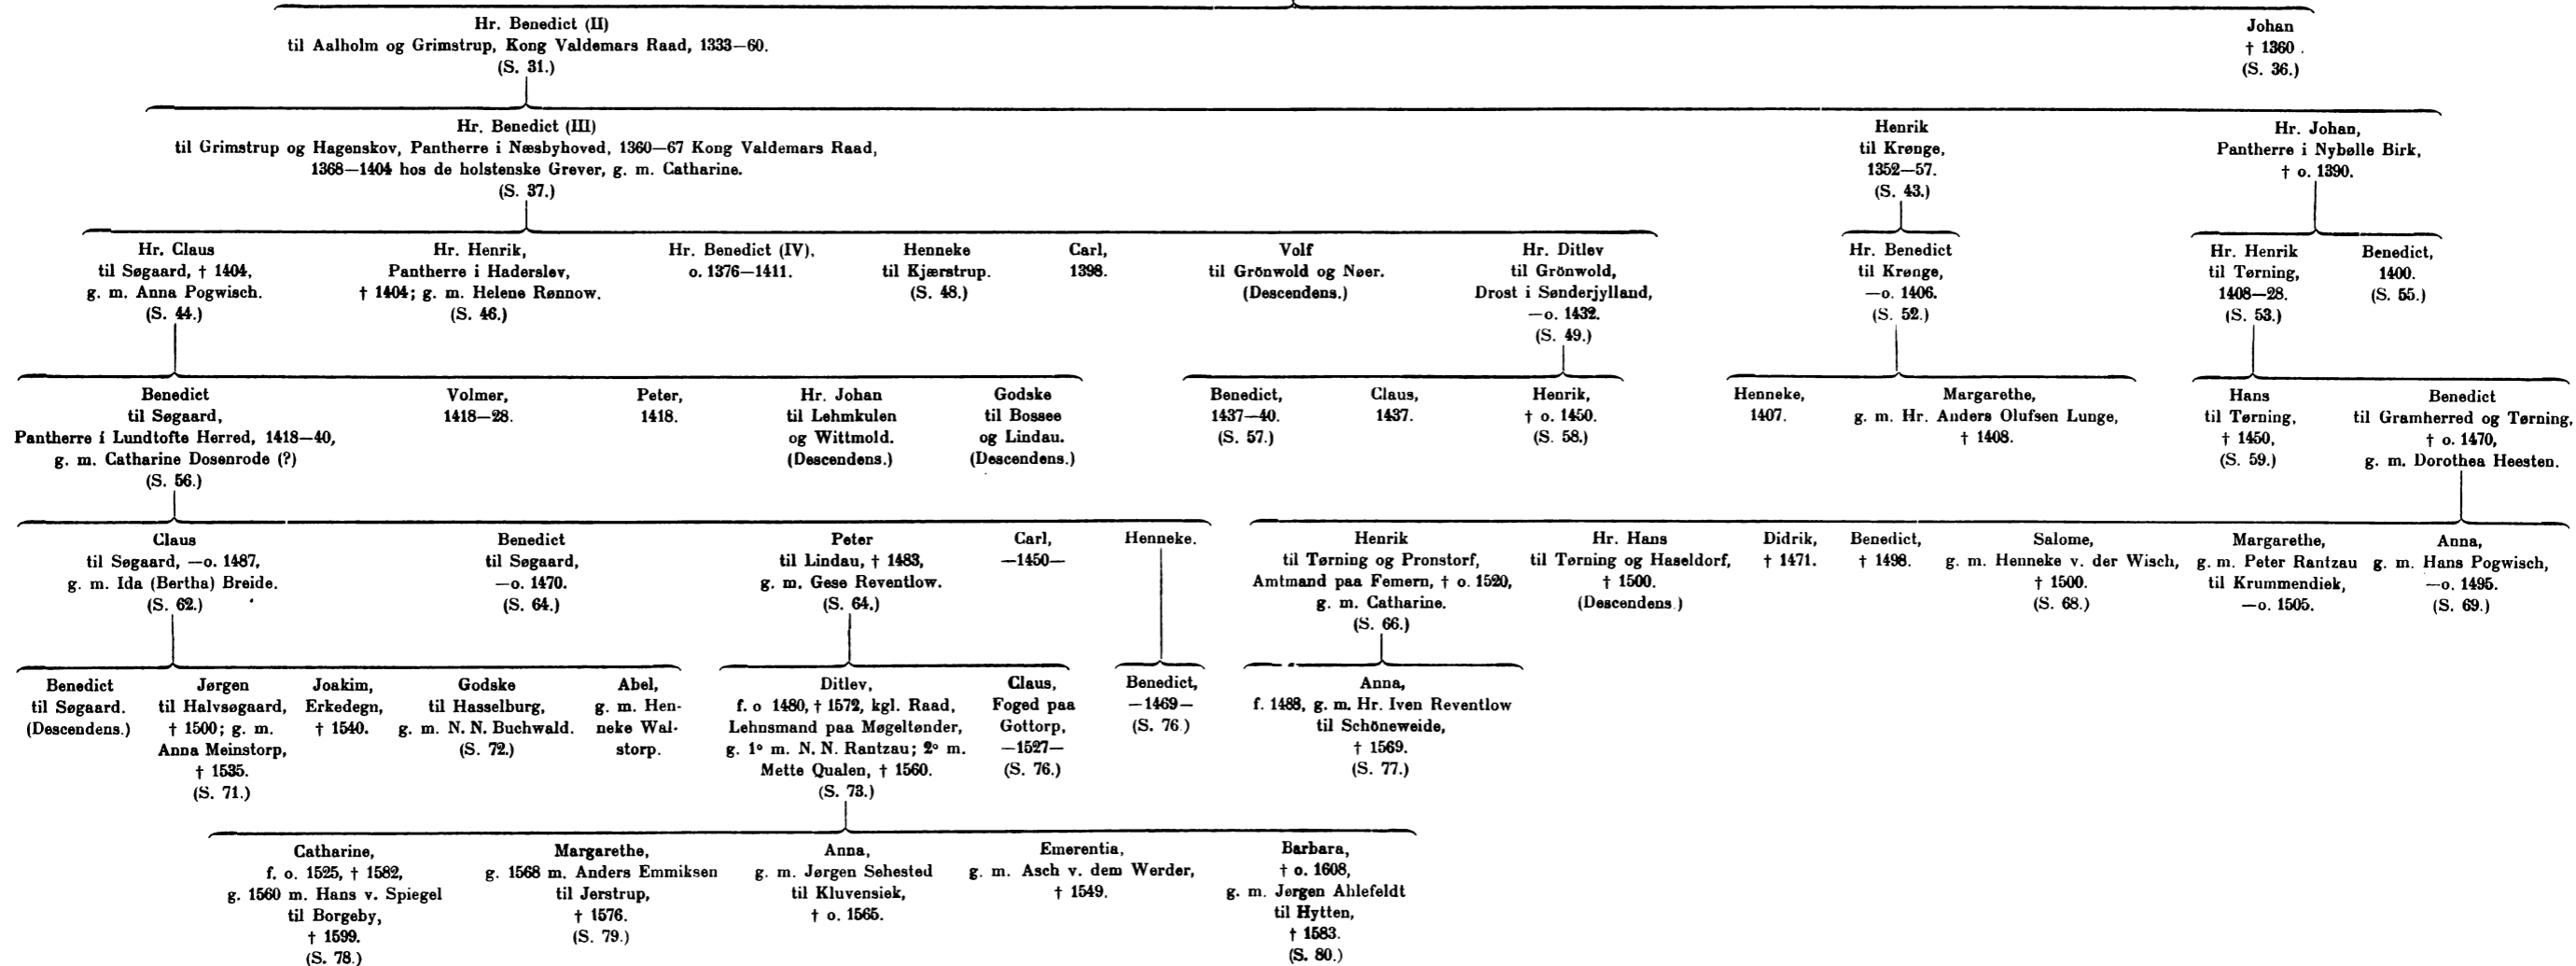 Hr. Benedict (II)
til Aalholm og Grimstrup, Kong Valdemars Raad, 1333—60.
(S. 31.)
Johan
† 1360
(S. 36.)
Hr. Benedict (III)
til Grimstrup og Hagenskov, Pantherre i Næsbyhoved, 1360—67 Kong Valdemars Raad,
1368—1404 hos de holstenske Grever, g. m. Catharine.
(S. 37.)
Henrik
til Krønge,
1352—57.
(S. 43.)
Hr. Johan,
Pantherre i Nybølle Birk,
† o. 1390.
Hr. Claus
til Søgaard, † 1404,
g. m. Anna Pogwisch.
(S. 44.)
Hr. Henrik,
Pantherre i Haderslev,
† 1404; g. m. Helene Rønnow.
(S. 46.)
Hr. Benedict (IV),
o. 1376—1411.
Henneke
til Kjærstrup.
(S. 48.)
Carl,
1398.
Volf
til Grönwold og Nøer.
(Descendens.)
Hr. Ditlev
til Grönwold,
Drost i Sønderjylland,
—o. 1432.
(S. 49.)
Hr. Benedict
til Krønge,
—o. 1406.
(S. 52.)
Hr. Henrik
til Tørning,
1408—28.
(S. 53.)
Benedict,
1400.
(S. 55.)
Benedict
til Søgaard,
Pantherre i Lundtofte Herred, 1418—40,
g. m. Catharine Dosenrode (?)
(S. 56.)
Volmer,
1418—28.
Peter,
1418.
Hr. Johan
til Lehmkulen
og Wittmold.
(Descendens.)
Godske
til Bossee
og Lindau.
(Descendens.)
Benedict,
1437—40.
(S. 57.)
Claus,
1437.
Henrik,
† o. 1450.
(S. 58.)
Henneke,
1407.
Margarethe,
g. m. Hr. Anders Olufsen Lunge,
† 1408.
Hans
til Tørning,
† 1450,
(S. 59.)
Benedict
til Gramherred og Tørning,
† o. 1470,
g. m. Dorothea Heesten.
Claus
til Søgaard, —o. 1487,
g. m. Ida (Bertha) Breide.
(S. 62.)
Benedict
til Søgaard,
—o. 1470.
(S. 64.)
Peter
til Lindau, † 1483,
g. m. Gese Reventlow.
(S. 64.)
Carl,
—1450—
Henneke.
Henrik
til Tørning og Pronstorf,
Amtmand paa Femern, † o. 1520,
g. m. Catharine.
(S. 66.)
Hr. Hans
til Tørning og Haseldorf,
† 1500.
(Descendens.)
Didrik,
† 1471.
Benedict,
† 1498.
Salome,
g. m. Henneke v. der Wisch,
† 1500.
(S. 68.)
Margarethe,
g. m. Peter Rantzau
til Krummendiek,
—o. 1505.
Anna,
g. m. Hans Pogwisch,
—o. 1495.
(S. 69.)
Benedict
til Søgaard.
(Descendens.)
Jørgen
til Halvsøgaard,
† 1500; g. m.
Anna Meinstorp,
† 1535.
(S. 71.)
Joakim,
Erkedegn,
† 1540.
Godske
til Hasselburg,
g. m. N. N. Buchwald.
(S. 72.)
Abel,
g. m. Hen-
neke Wal-
storp.
Ditlev,
f. o 1480, † 1572, kgl. Raad,
Lehnsmand paa Møgeltønder,
g. 1° m. N. N. Rantzau; 2° m.
Mette Qualen, † 1560.
(S. 73.)
Claus,
Foged paa
Gottorp,
—1527—
(S. 76.)
Benedict,
—1469—
(S. 76.)
Anna,
f. 1488, g. m. Hr. Iven Reventlow
til Schöneweide,
† 1569.
(S. 77.)
Catharine,
f. o. 1525, † 1582,
g. 1560 m. Hans v. Spiegel
til Borgeby,
† 1599.
(S. 78.)
Margarethe,
g. 1568 m. Anders Emmiksen
til Jerstrup,
† 1576.
(S. 79.)
Anna,
g. m. Jørgen Sehested
til Kluvensiek,
† o. 1565.
Emerentia,
g. m. Asch v. dem Werder,
† 1549.
Barbara,
† o. 1608,
g. m. Jørgen Ahlefeldt
til Hytten,
† 1583.
(S. 80.)